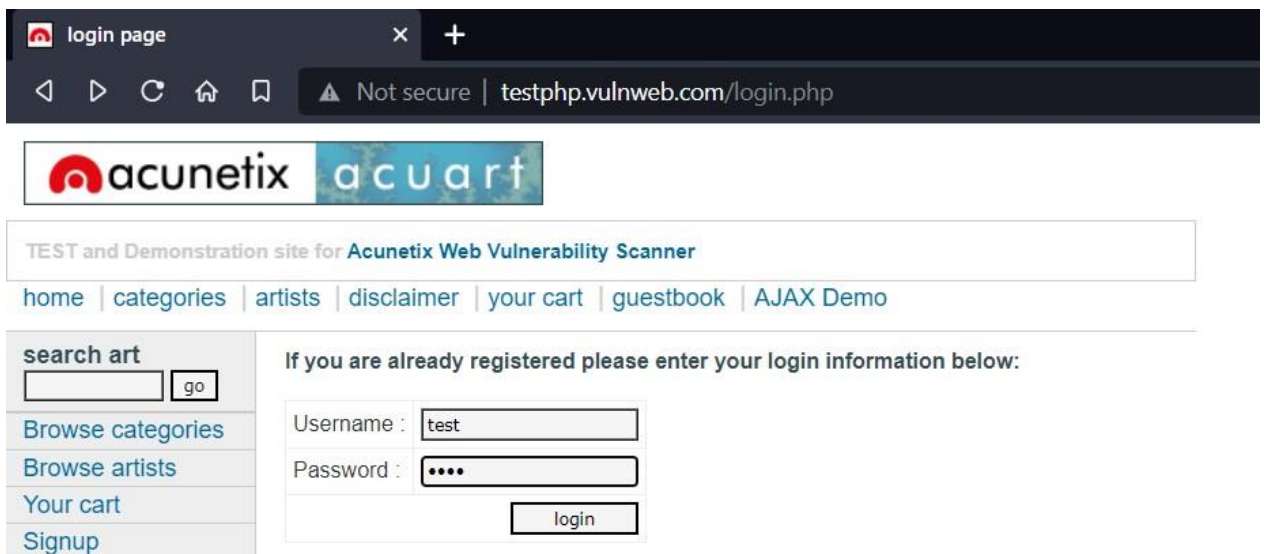 login page
Not secure | testphp.vulnweb.com/login.php
acunetix acuart
TEST and Demonstration site for Acunetix Web Vulnerability Scanner
home | categories | artists | disclaimer | your cart | guestbook | AJAX Demo
search art
go
Browse categories
Browse artists
Your cart
Signup
If you are already registered please enter your login information below:
Username : test
Password : ••••
login